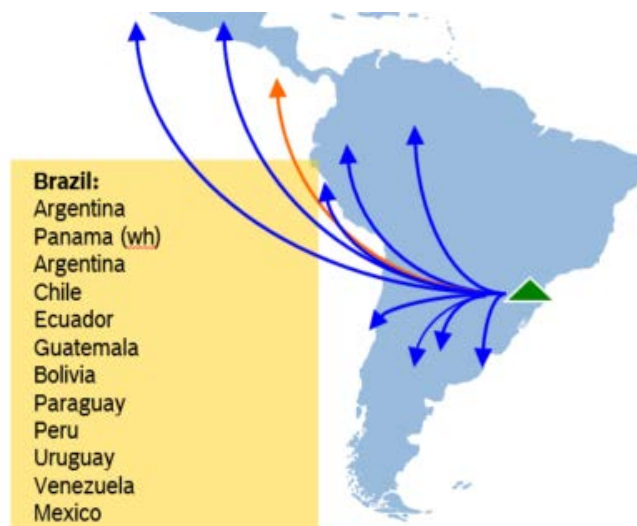 Brazil:
Argentina
Panama (wh)
Argentina
Chile
Ecuador
Guatemala
Bolivia
Paraguay
Peru
Uruguay
Venezuela
Mexico